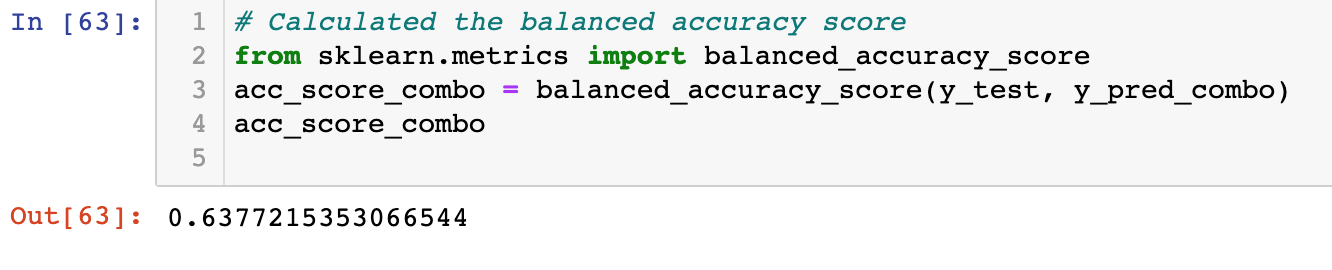 In [63]: 1 # Calculated the balanced accuracy score
2 from sklearn.metrics import balanced_accuracy_score
3 acc_score_combo = balanced_accuracy_score(y_test, y_pred_combo)
4 acc_score_combo
5
Out[63]: 0.6377215353066544